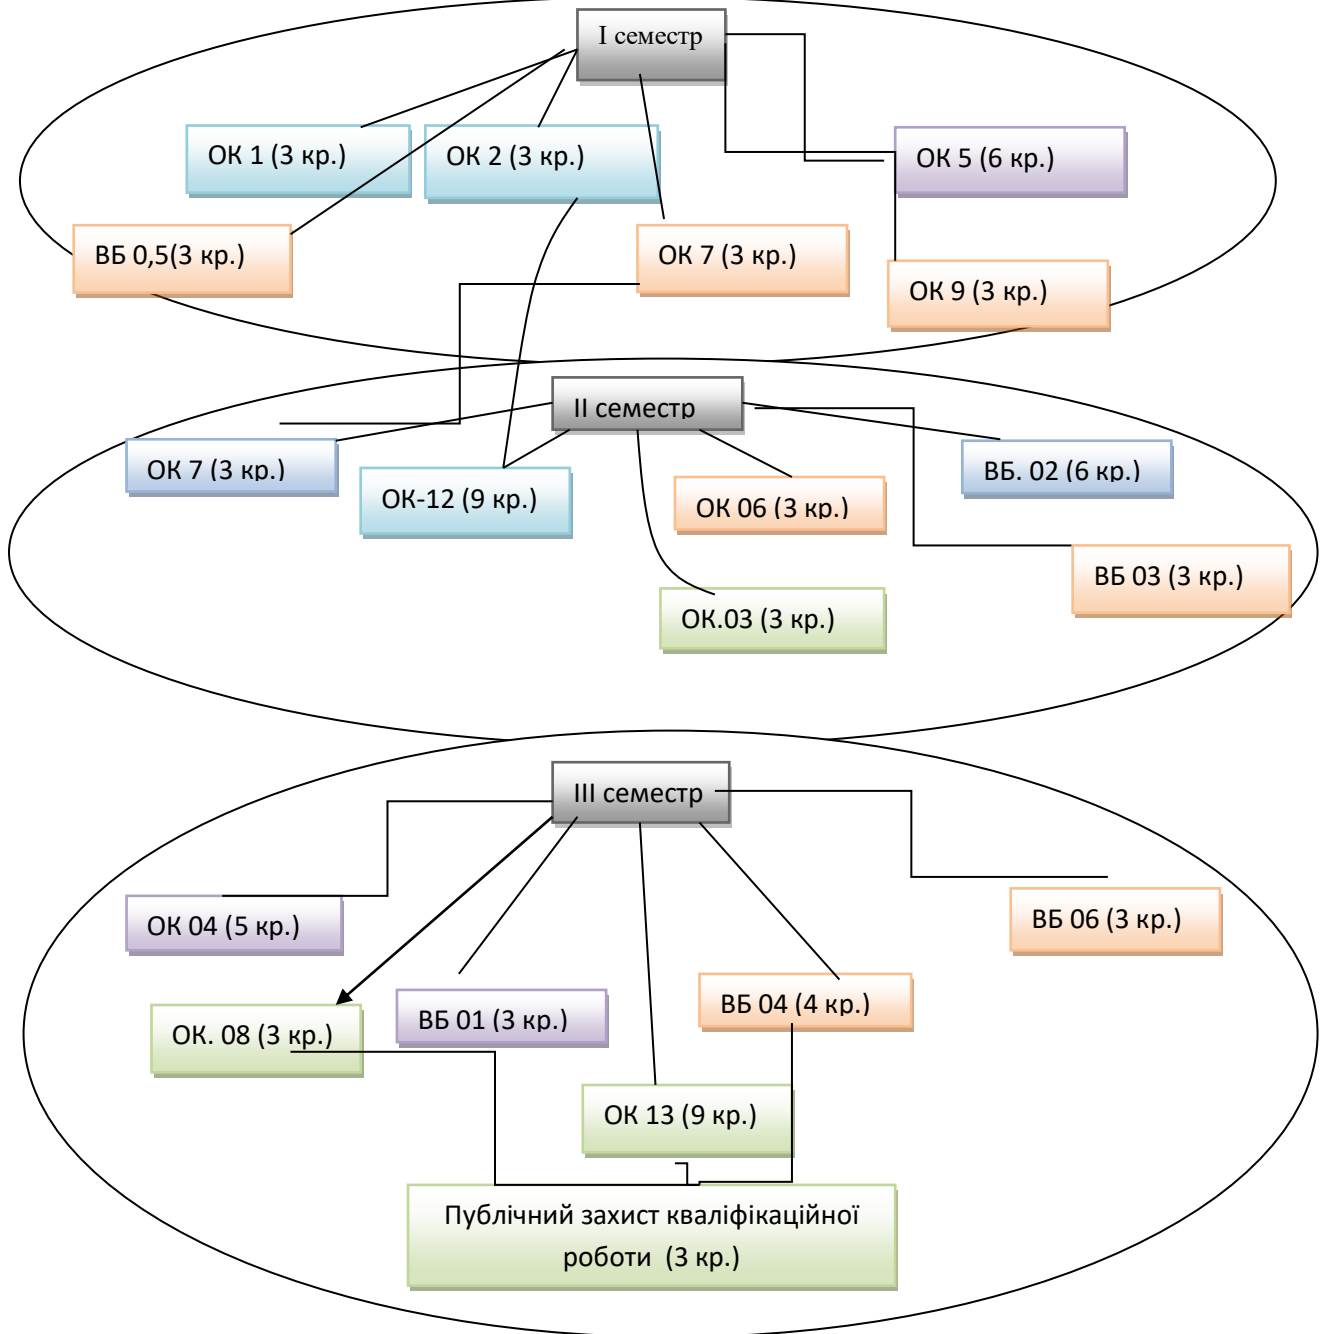 І семестр
ОК 1 (3 кр.)
ОК 2 (3 кр.)
ОК 5 (6 кр.)
ВБ 0,5(3 кр.)
ОК 7 (3 кр.)
ОК 9 (3 кр.)
ІІ семестр
ОК 7 (3 кр.)
ОК-12 (9 кр.)
ОК 06 (3 кр.)
ВБ. 02 (6 кр.)
ВБ 03 (3 кр.)
ОК.03 (3 кр.)
ІІІ семестр
ОК 04 (5 кр.)
ВБ 06 (3 кр.)
ОК. 08 (3 кр.)
ВБ 01 (3 кр.)
ВБ 04 (4 кр.)
ОК 13 (9 кр.)
Публічний захист кваліфікаційної
роботи (3 кр.)